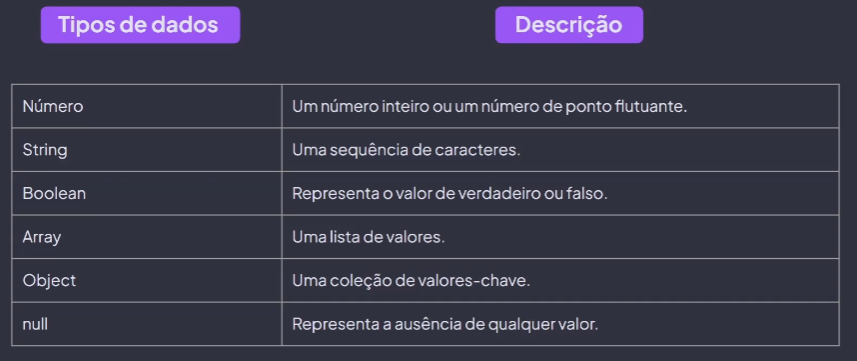 Tipos de dados
Descrição
Número
Um número inteiro ou um número de ponto flutuante.
String
Uma sequência de caracteres.
Boolean
Representa o valor de verdadeiro ou falso.
Array
Uma lista de valores.
Object
Uma coleção de valores-chave.
null
Representa a ausência de qualquer valor.